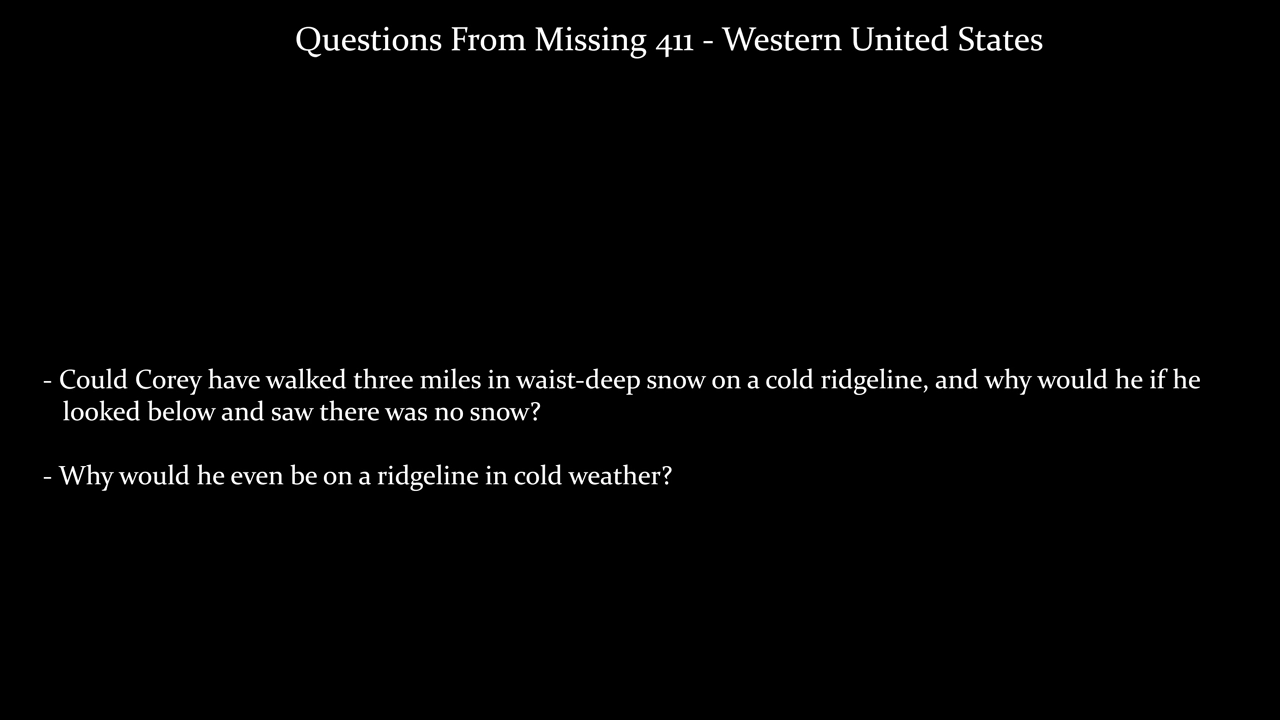 Questions From Missing 411 - Western United States
- Could Corey have walked three miles in waist-deep snow on a cold ridgeline, and why would he if he
looked below and saw there was no snow?
- Why would he even be on a ridgeline in cold weather?